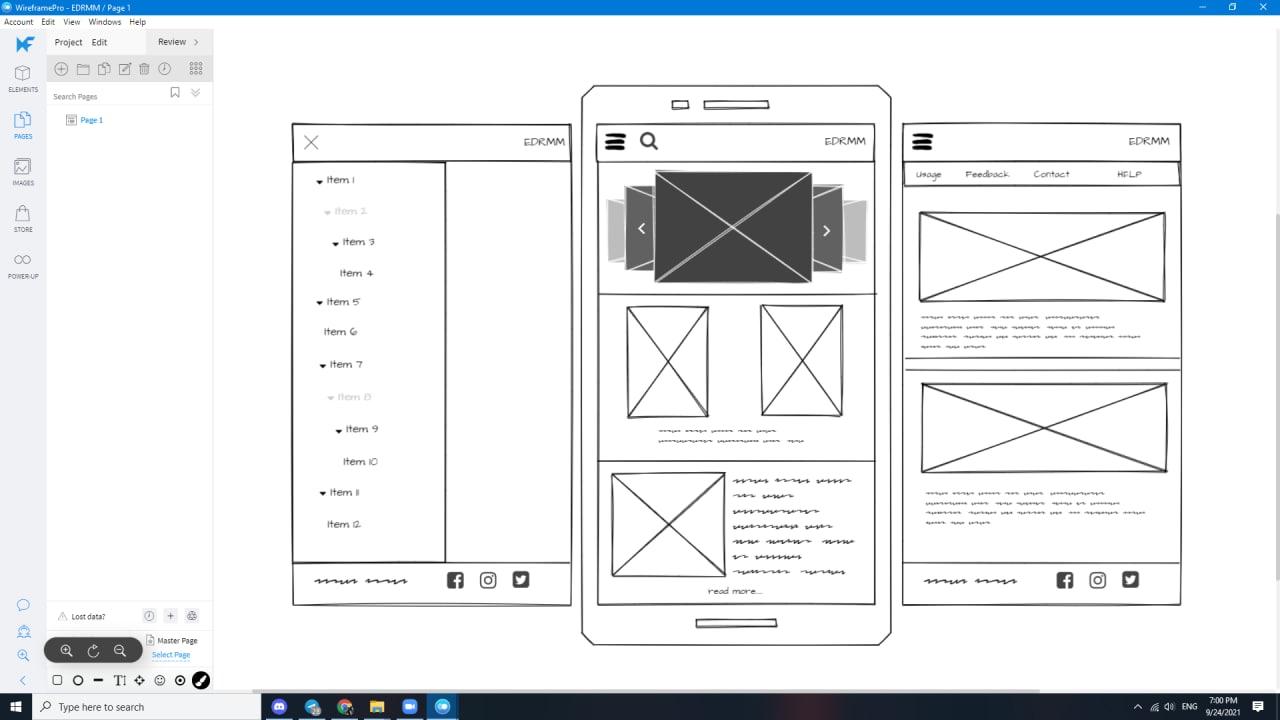 WireframePro - EDRMM / Page 1
Account Edit View Windows Help
Project Edit Review
ELEMENTS
PAGES
IMAGES
STORE
POWER-UP
Search Pages
Page 1
Lost data?
Master Page
Select Page
EDRMM
Item 1
Item 2
Item 3
Item 4
Item 5
Item 6
Item 7
Item 8
Item 9
Item 10
Item 11
Item 12
EDRMM
read more...
EDRMM
Usage Feedback Contact HELP
Type here to search
ENG
7:00 PM
9/24/2021